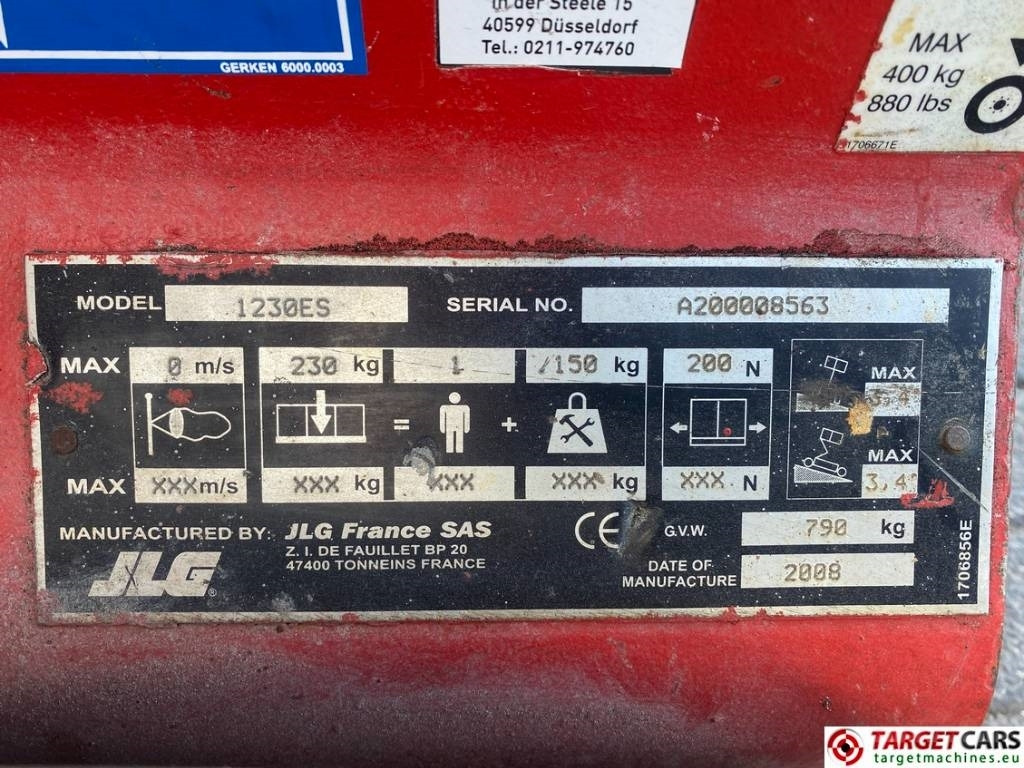 GERKEN 6000.0003
in der Steele 15
40599 Düsseldorf
Tel.: 0211-974760
MAX
400 kg
880 lbs
1706671E
MODEL 1230ES SERIAL NO. A200008563
MAX 0 m/s 230 kg 1 /150 kg 200 N
MAX
3,4°
= +
MAX XXX m/s XXX kg XXX XXX kg XXX N
MAX
3,4°
MANUFACTURED BY: JLG France SAS
Z. I. DE FAUILLET BP 20
47400 TONNEINS FRANCE
JLG®
CE
G.V.W. 790 kg
DATE OF
MANUFACTURE 2008
1706856E
TARGETCARS
targetmachines.eu